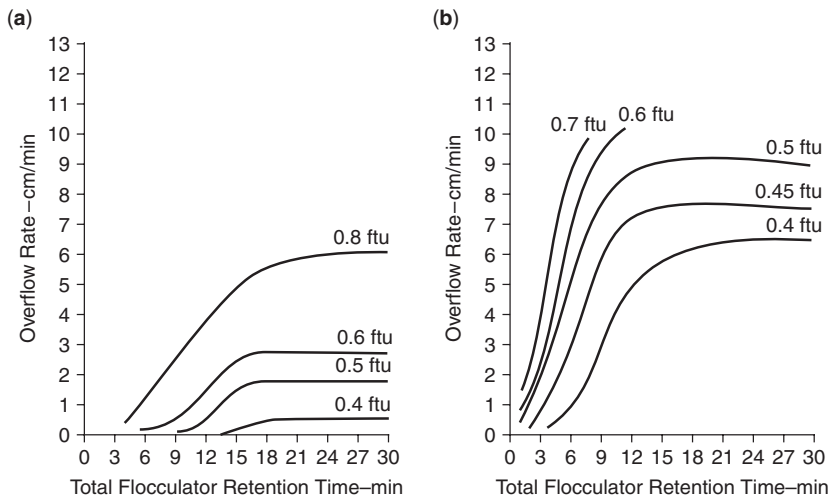 (a)
13
12
11
10
9
8
7
6
5
4
3
2
1
0
Overflow Rate–cm/min
0.8 ftu
0.6 ftu
0.5 ftu
0.4 ftu
0 3 6 9 12 15 18 21 24 27 30
Total Flocculator Retention Time–min
(b)
13
12
11
10
9
8
7
6
5
4
3
2
1
0
Overflow Rate–cm/min
0.7 ftu
0.6 ftu
0.5 ftu
0.45 ftu
0.4 ftu
0 3 6 9 12 15 18 21 24 27 30
Total Flocculator Retention Time–min